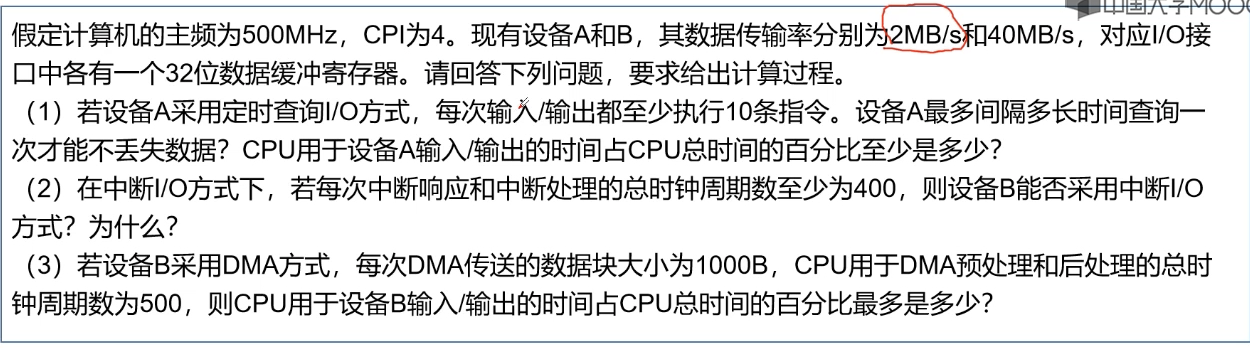 中国大学MOOC
假定计算机的主频为500MHz，CPI为4。现有设备A和B，其数据传输率分别为2MB/s和40MB/s，对应I/O接
口中各有一个32位数据缓冲寄存器。请回答下列问题，要求给出计算过程。
（1）若设备A采用定时查询I/O方式，每次输入/输出都至少执行10条指令。设备A最多间隔多长时间查询一
次才能不丢失数据？CPU用于设备A输入/输出的时间占CPU总时间的百分比至少是多少？
（2）在中断I/O方式下，若每次中断响应和中断处理的总时钟周期数至少为400，则设备B能否采用中断I/O
方式？为什么？
（3）若设备B采用DMA方式，每次DMA传送的数据块大小为1000B，CPU用于DMA预处理和后处理的总时
钟周期数为500，则CPU用于设备B输入/输出的时间占CPU总时间的百分比最多是多少？